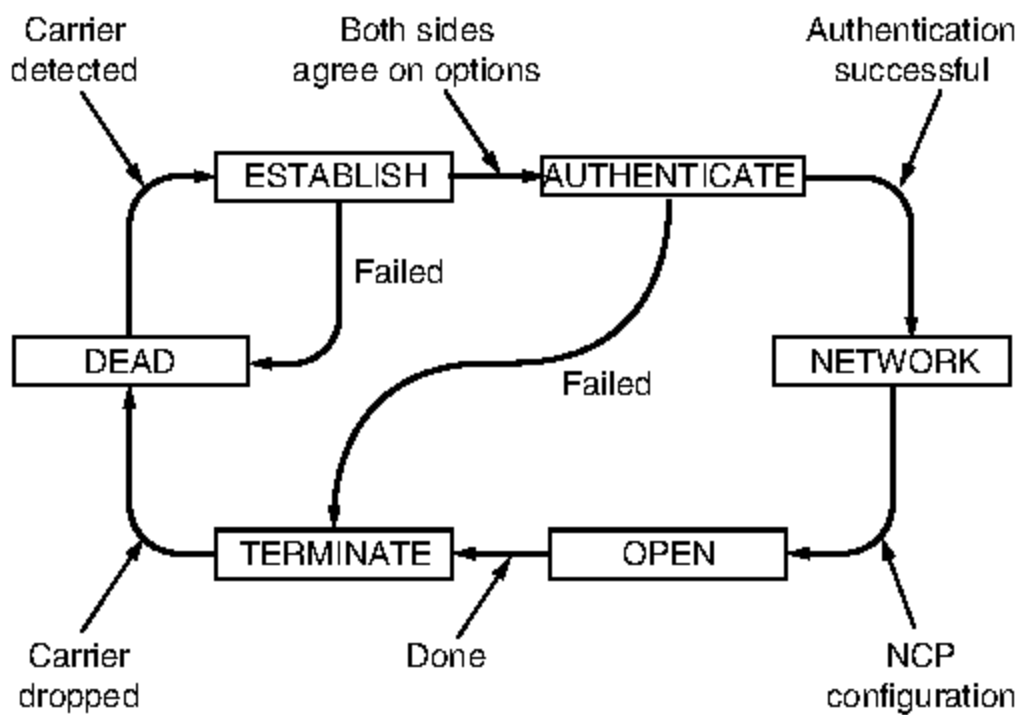 Carrier
detected
Both sides
agree on options
Authentication
successful
ESTABLISH
AUTHENTICATE
Failed
DEAD
NETWORK
Failed
TERMINATE
OPEN
Carrier
dropped
Done
NCP
configuration